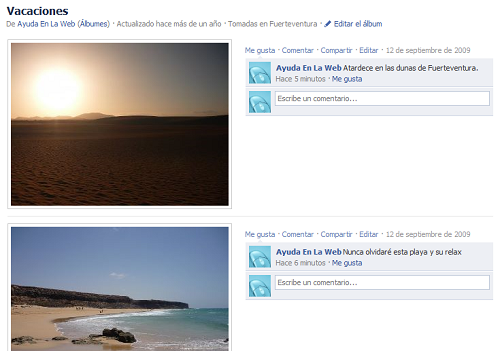 Vacaciones
De Ayuda En La Web (Álbumes) · Actualizado hace más de un año · Tomadas en Fuerteventura · Editar el álbum
Me gusta · Comentar · Compartir · Editar · 12 de septiembre de 2009
Ayuda En La Web Atardece en las dunas de Fuerteventura.
Hace 5 minutos · Me gusta
Escribe un comentario...
Me gusta · Comentar · Compartir · Editar · 12 de septiembre de 2009
Ayuda En La Web Nunca olvidaré esta playa y su relax
Hace 6 minutos · Me gusta
Escribe un comentario...